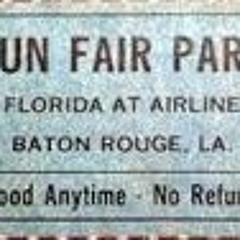 UN FAIR PAR
FLORIDA AT AIRLINE
BATON ROUGE, LA.
ood Anytime - No Refun